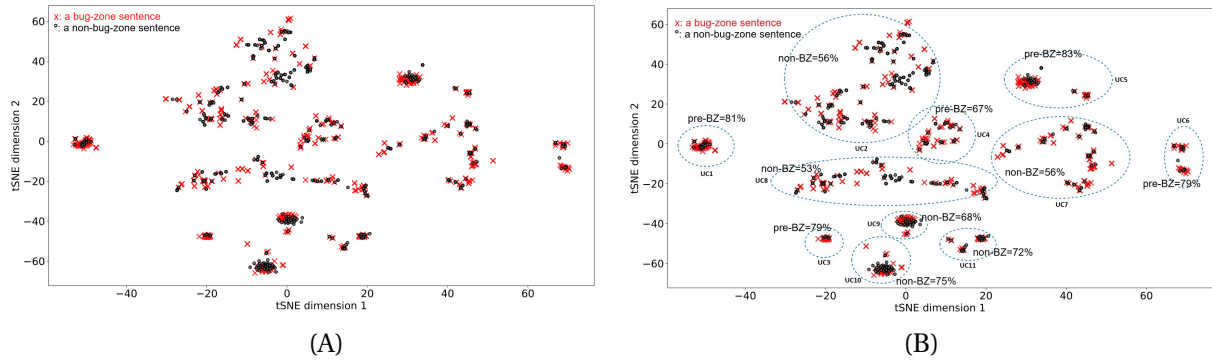 x: a bug-zone sentence
°: a non-bug-zone sentence
60
40
20
0
−20
−40
−60
tSNE dimension 2
−40
−20
0
20
40
60
tSNE dimension 1
(A)
x: a bug-zone sentence
°: a non-bug-zone sentence
60
40
20
0
−20
−40
−60
tSNE dimension 2
non-BZ=56%
UC2
pre-BZ=83%
UC5
pre-BZ=67%
UC4
UC6
pre-BZ=81%
UC1
non-BZ=53%
UC8
non-BZ=56%
UC7
pre-BZ=79%
non-BZ=68%
UC9
pre-BZ=79%
UC3
non-BZ=72%
UC11
UC10
non-BZ=75%
−40
−20
0
20
40
60
tSNE dimension 1
(B)